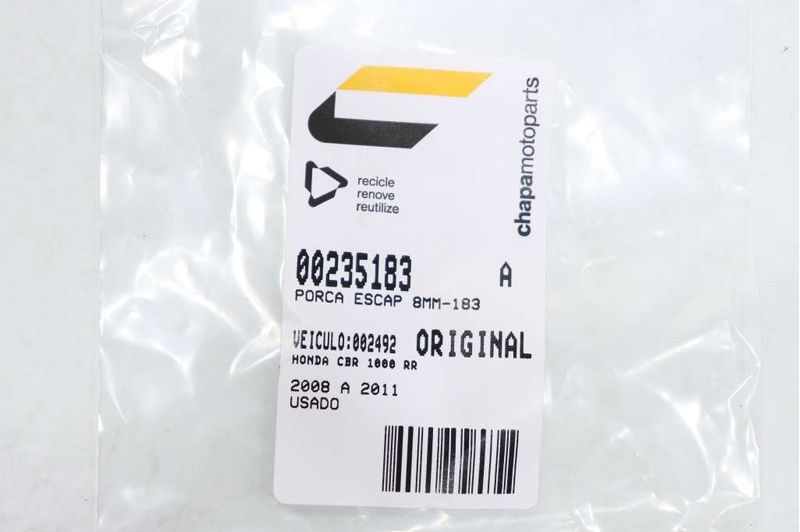 chapamotoparts
recicle
renove
reutilize
00235183 A
PORCA ESCAP 8MM-183
VEICULO:002492 ORIGINAL
HONDA CBR 1000 RR
2008 A 2011
USADO